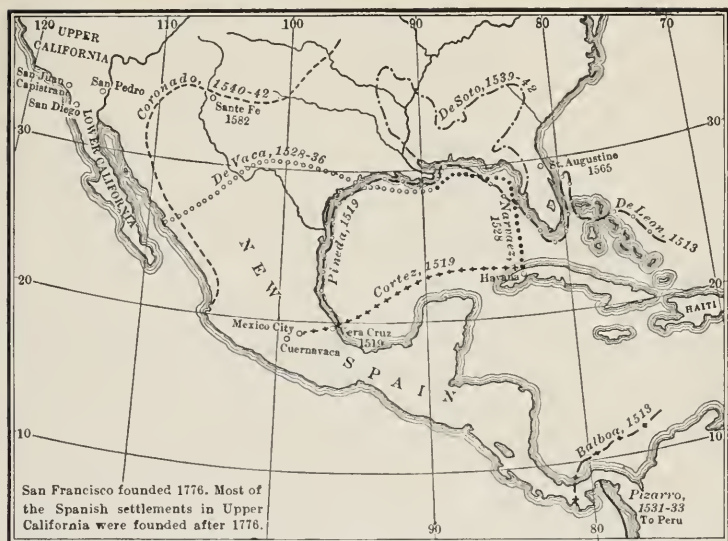 120
110
100
90
80
70
UPPER
CALIFORNIA
San Juan
Capistrano
San Pedro
San Diego
LOWER CALIFORNIA
Coronado, 1540-42
Sante Fe
1582
De Soto, 1539-42
De Vaca, 1528-36
30
30
St. Augustine
1565
Pineda, 1519
Narvaez,
1528
De Leon, 1513
NEW
SPAIN
Cortez, 1519
Havana
20
20
HAITI
Mexico City
Cuernavaca
era Cruz
1519
10
10
Balboa, 1513
Pizarro,
1531-33
To Peru
90
80
San Francisco founded 1776. Most of
the Spanish settlements in Upper
California were founded after 1776.